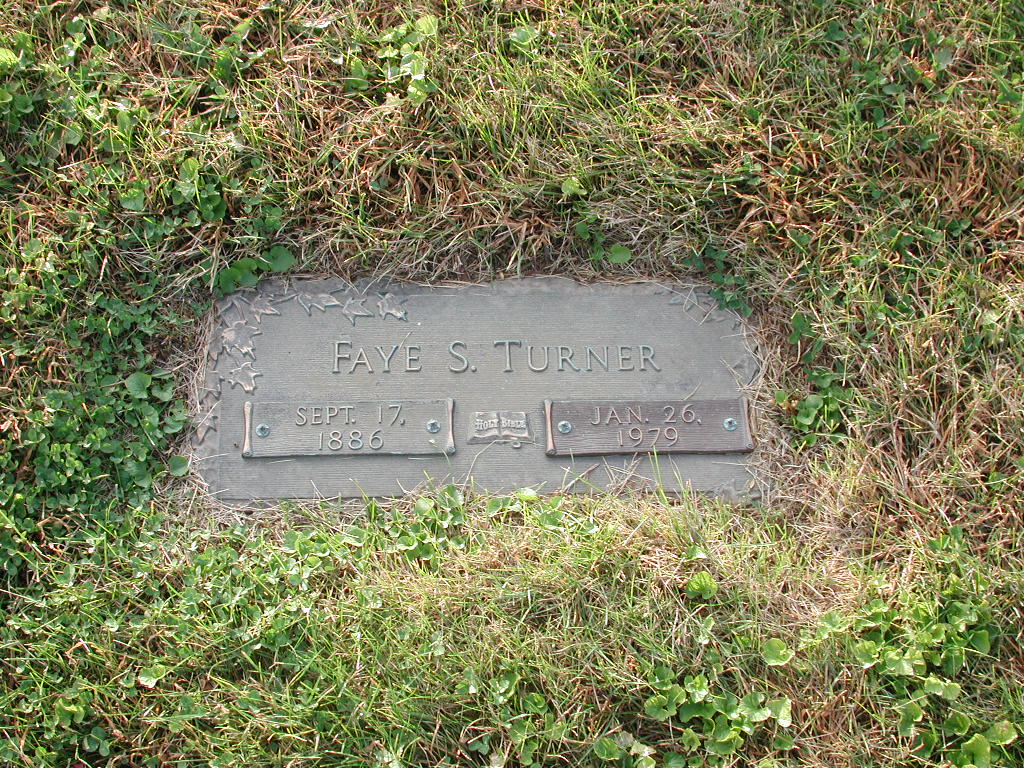 FAYE S. TURNER
SEPT. 17,
1886
HOLY BIBLE
JAN. 26,
1979